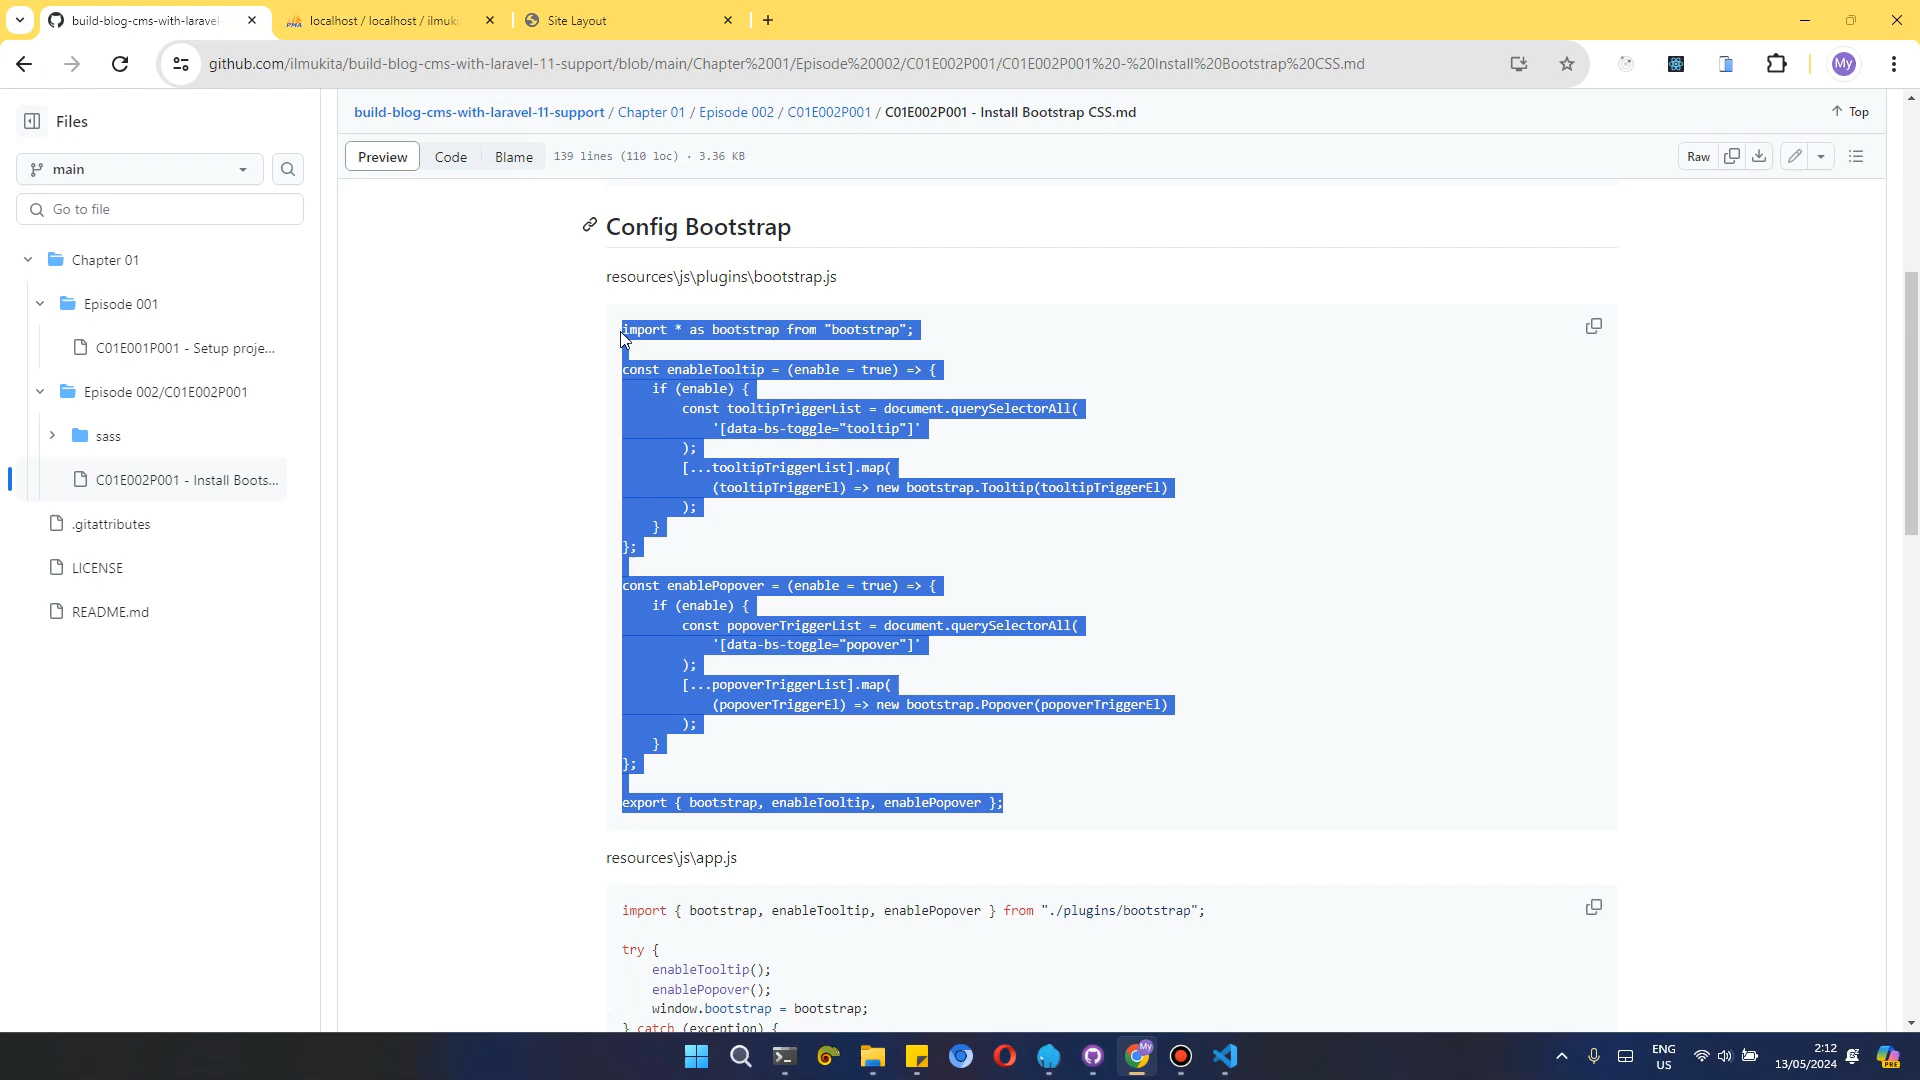 build-blog-cms-with-laravel-
localhost / localhost / ilmuki
Site Layout
github.com/ilmukita/build-blog-cms-with-laravel-11-support/blob/main/Chapter%2001/Episode%20002/C01E002P001/C01E002P001%20-%20Install%20Bootstrap%20CSS.md
My
Files
build-blog-cms-with-laravel-11-support / Chapter 01 / Episode 002 / C01E002P001 / C01E002P001 - Install Bootstrap CSS.md
Top
main
Preview
Code
Blame
139 lines (110 loc) · 3.36 KB
Raw
Go to file
Chapter 01
Episode 001
C01E001P001 - Setup proje...
Episode 002/C01E002P001
sass
C01E002P001 - Install Boots...
.gitattributes
LICENSE
README.md
Config Bootstrap
resources\js\plugins\bootstrap.js
import * as bootstrap from "bootstrap";
const enableTooltip = (enable = true) => {
if (enable) {
const tooltipTriggerList = document.querySelectorAll(
'[data-bs-toggle="tooltip"]'
);
[...tooltipTriggerList].map(
(tooltipTriggerEl) => new bootstrap.Tooltip(tooltipTriggerEl)
);
}
};
const enablePopover = (enable = true) => {
if (enable) {
const popoverTriggerList = document.querySelectorAll(
'[data-bs-toggle="popover"]'
);
[...popoverTriggerList].map(
(popoverTriggerEl) => new bootstrap.Popover(popoverTriggerEl)
);
}
};
export { bootstrap, enableTooltip, enablePopover };
resources\js\app.js
import { bootstrap, enableTooltip, enablePopover } from "./plugins/bootstrap";
try {
enableTooltip();
enablePopover();
window.bootstrap = bootstrap;
} catch (exception) {
My
ENG
US
2:12
13/05/2024
PRE